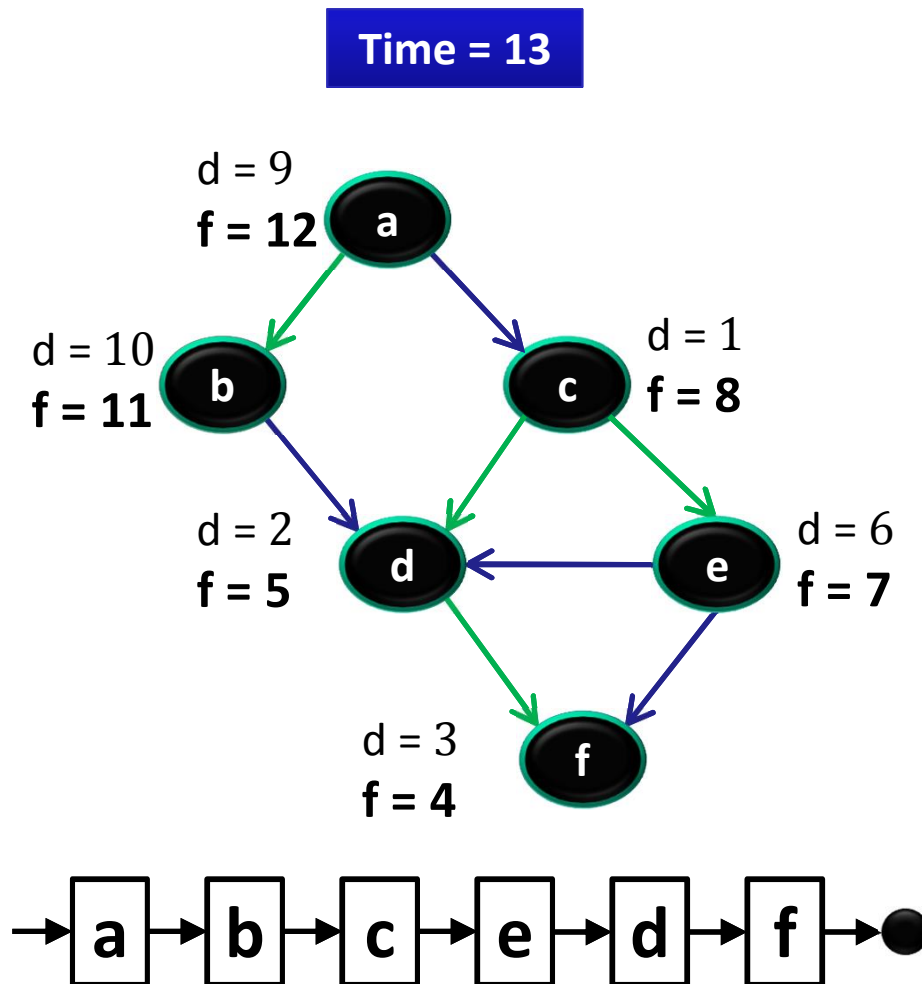 Time = 13
d = 9
f = 12
a
d = 10
f = 11
b
c
d = 1
f = 8
d = 2
f = 5
d
e
d = 6
f = 7
d = 3
f = 4
f
a b c e d f